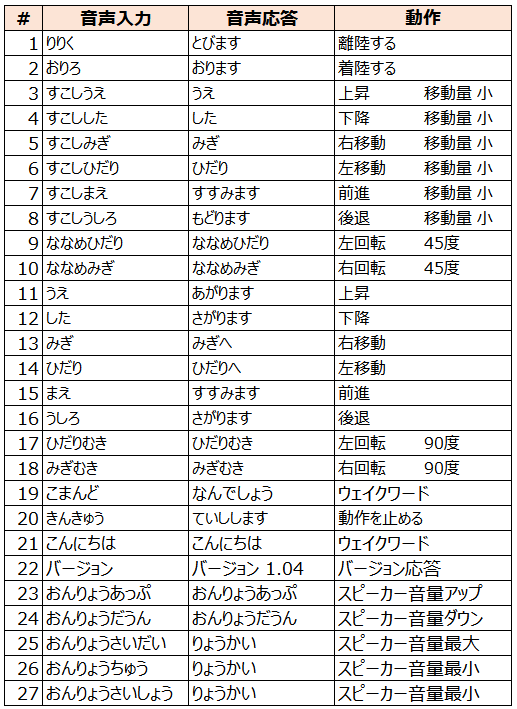 # 音声入力 音声応答 動作
1 りりく とびます 離陸する
2 おりろ おります 着陸する
3 すこしうえ うえ 上昇 移動量 小
4 すこしした した 下降 移動量 小
5 すこしみぎ みぎ 右移動 移動量 小
6 すこしひだり ひだり 左移動 移動量 小
7 すこしまえ すすみます 前進 移動量 小
8 すこしうしろ もどります 後退 移動量 小
9 ななめひだり ななめひだり 左回転 45度
10 ななめみぎ ななめみぎ 右回転 45度
11 うえ あがります 上昇
12 した さがります 下降
13 みぎ みぎへ 右移動
14 ひだり ひだりへ 左移動
15 まえ すすみます 前進
16 うしろ さがります 後退
17 ひだりむき ひだりむき 左回転 90度
18 みぎむき みぎむき 右回転 90度
19 こまんど なんでしょう ウェイクワード
20 きんきゅう ていしします 動作を止める
21 こんにちは こんにちは ウェイクワード
22 バージョン バージョン 1.04 バージョン応答
23 おんりょうあっぷ おんりょうあっぷ スピーカー音量アップ
24 おんりょうだうん おんりょうだうん スピーカー音量ダウン
25 おんりょうさいだい りょうかい スピーカー音量最大
26 おんりょうちゅう りょうかい スピーカー音量最小
27 おんりょうさいしょう りょうかい スピーカー音量最小